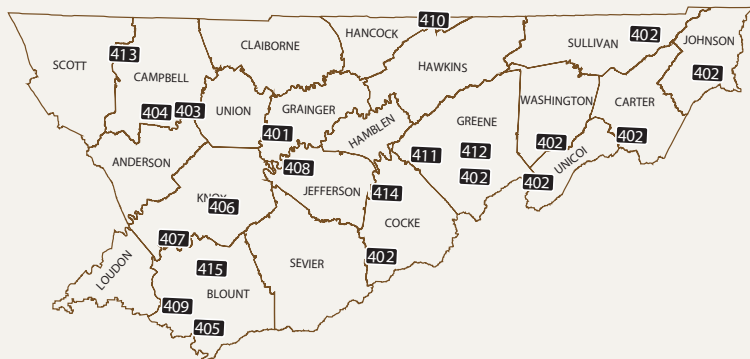 410
HANCOCK
402
JOHNSON
SULLIVAN
CLAIBORNE
413
SCOTT
HAWKINS
402
CAMPBELL
WASHINGTON
CARTER
404
403
UNION
GRAINGER
GREENE
401
HAMBLEN
402
402
411
412
UNICOI
ANDERSON
408
402
402
JEFFERSON
414
KNOX
406
COCKE
407
402
LOUDON
415
SEVIER
BLOUNT
409
405